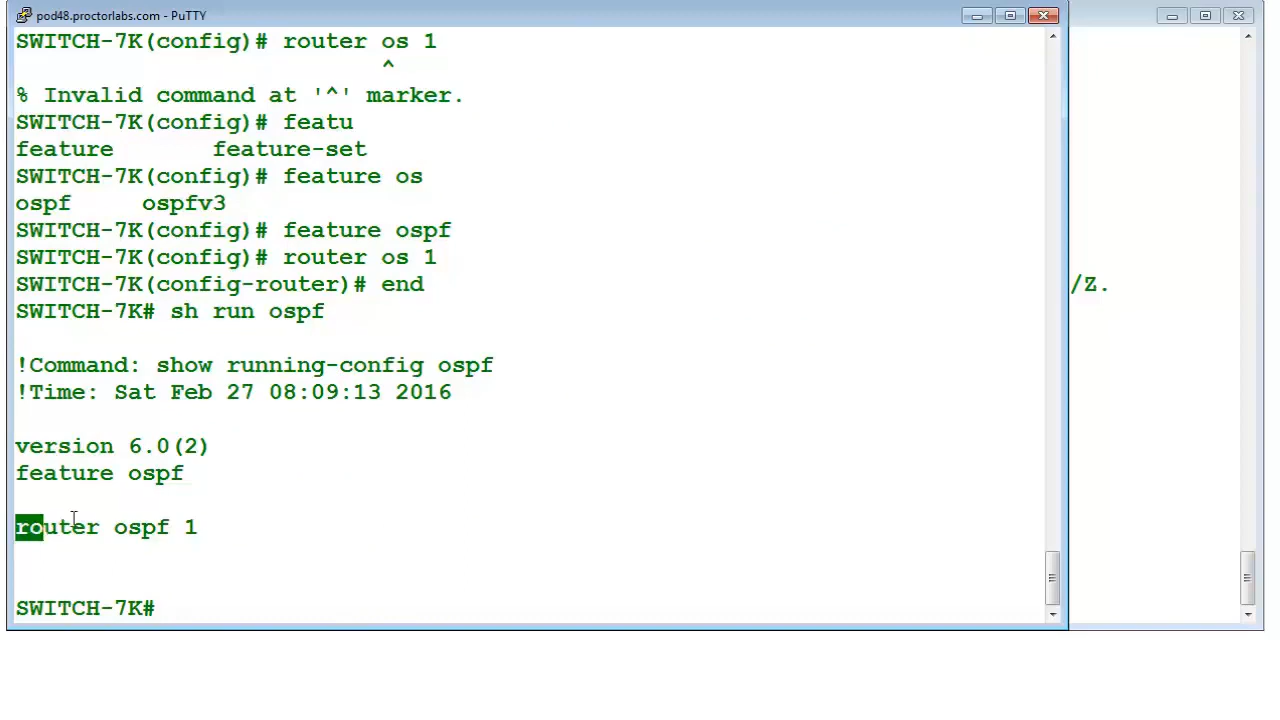 pod48.proctorlabs.com - PuTTY
SWITCH-7K(config)# router os 1
^
% Invalid command at '^' marker.
SWITCH-7K(config)# featu
feature feature-set
SWITCH-7K(config)# feature os
ospf ospfv3
SWITCH-7K(config)# feature ospf
SWITCH-7K(config)# router os 1
SWITCH-7K(config-router)# end
/Z.
SWITCH-7K# sh run ospf
!Command: show running-config ospf
!Time: Sat Feb 27 08:09:13 2016
version 6.0(2)
feature ospf
router ospf 1
SWITCH-7K#